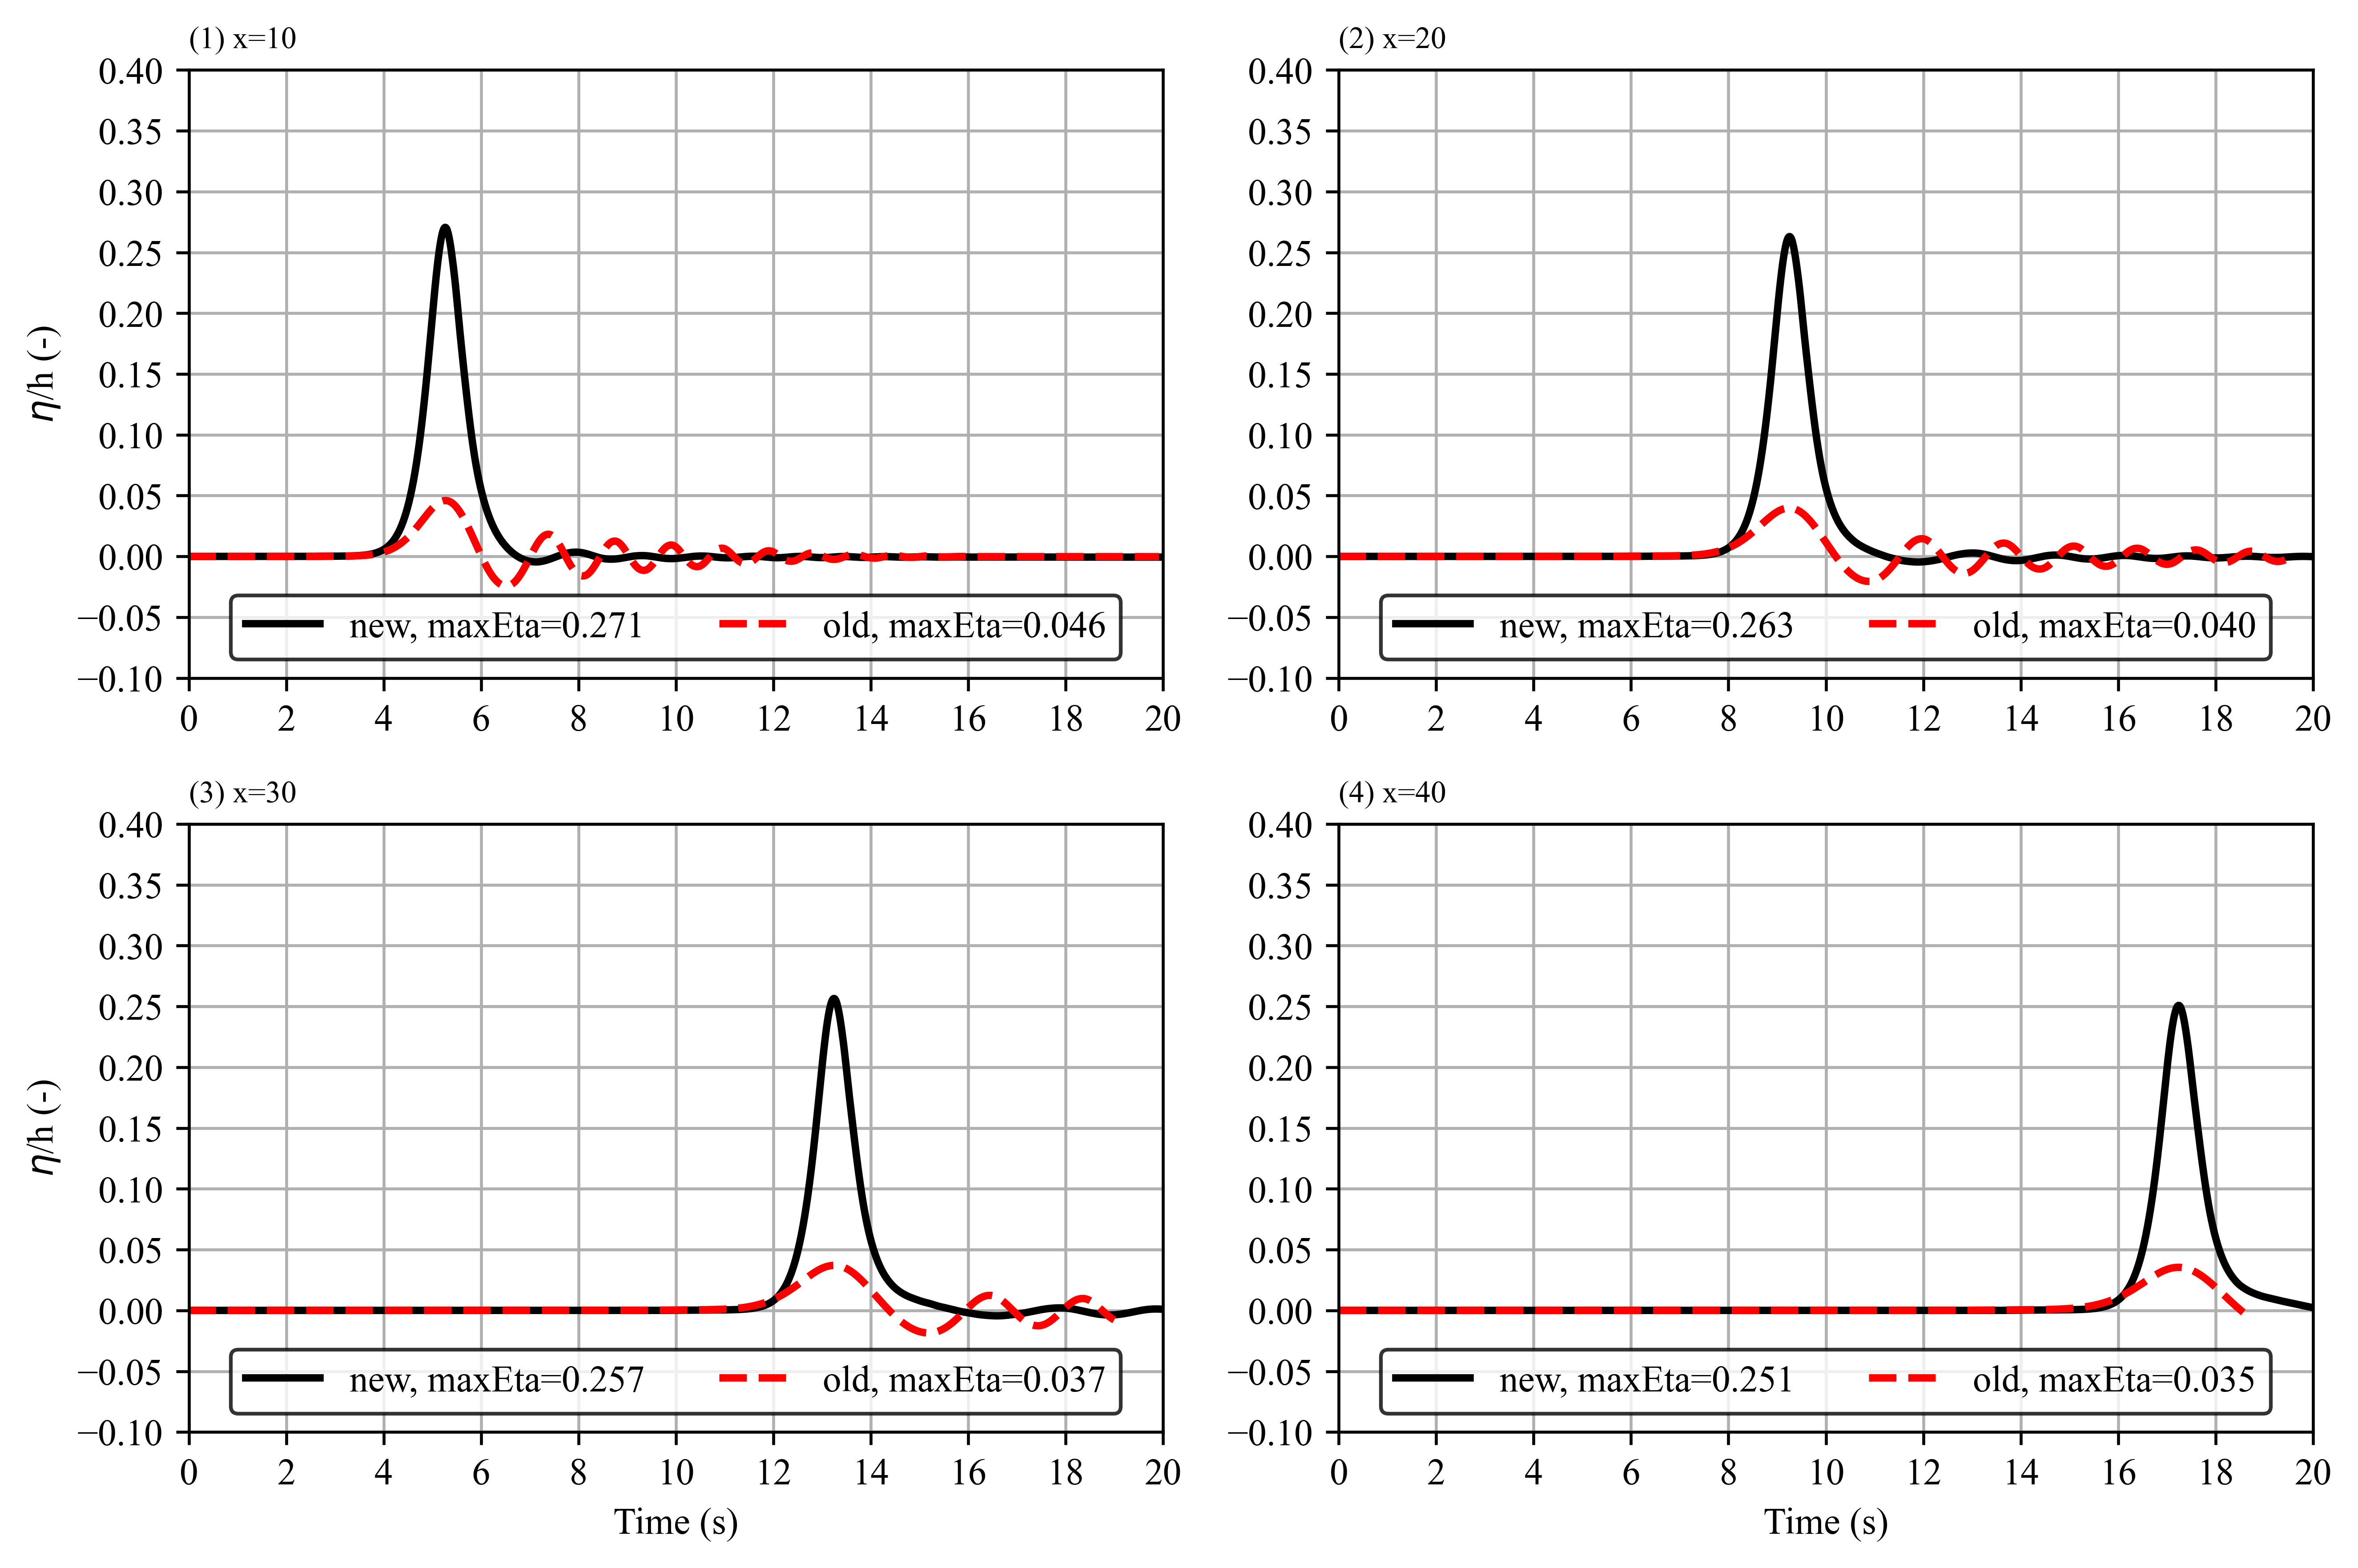 (1) x=10
0.40
0.35
0.30
0.25
0.20
0.15
0.10
0.05
0.00
−0.05
−0.10
η/h (-)
new, maxEta=0.271 old, maxEta=0.046
0 2 4 6 8 10 12 14 16 18 20
(2) x=20
0.40
0.35
0.30
0.25
0.20
0.15
0.10
0.05
0.00
−0.05
−0.10
new, maxEta=0.263 old, maxEta=0.040
0 2 4 6 8 10 12 14 16 18 20
(3) x=30
0.40
0.35
0.30
0.25
0.20
0.15
0.10
0.05
0.00
−0.05
−0.10
η/h (-)
new, maxEta=0.257 old, maxEta=0.037
0 2 4 6 8 10 12 14 16 18 20
Time (s)
(4) x=40
0.40
0.35
0.30
0.25
0.20
0.15
0.10
0.05
0.00
−0.05
−0.10
new, maxEta=0.251 old, maxEta=0.035
0 2 4 6 8 10 12 14 16 18 20
Time (s)